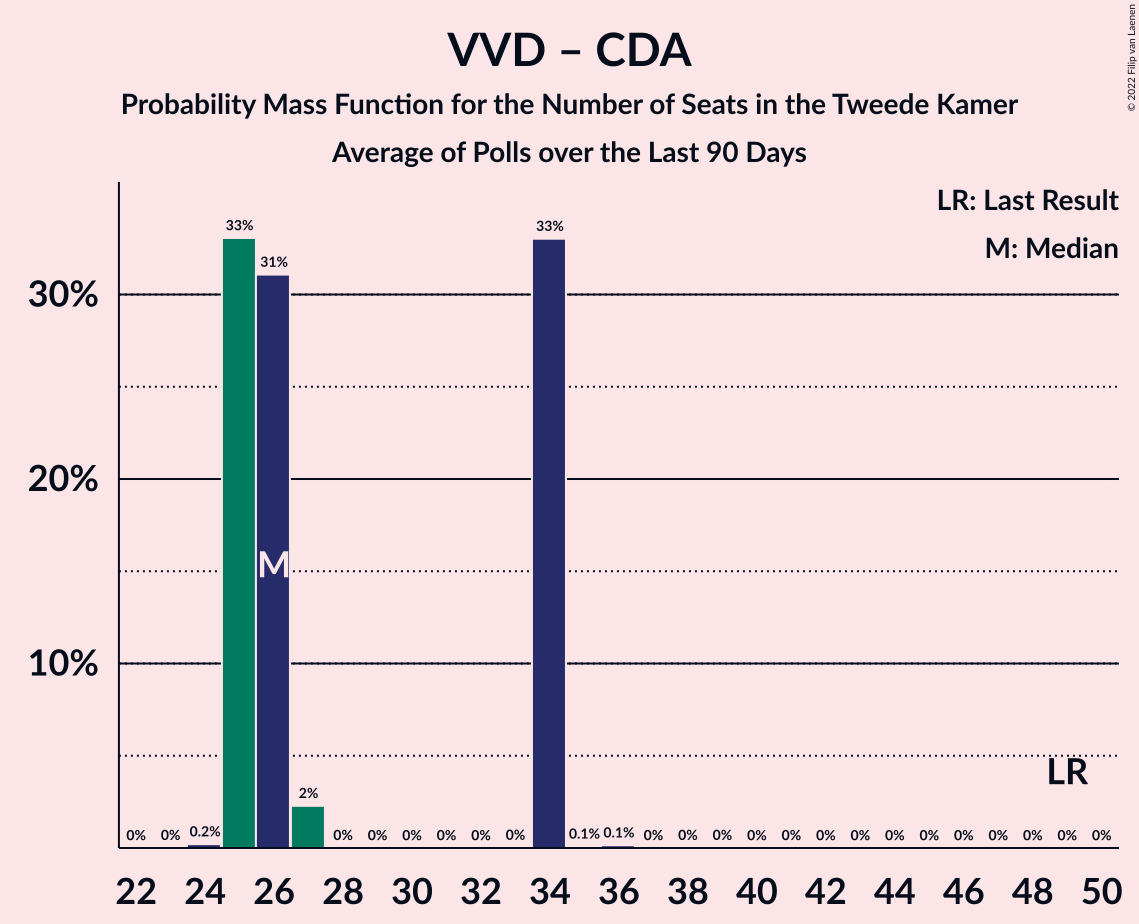 VVD – CDA
Probability Mass Function for the Number of Seats in the Tweede Kamer
Average of Polls over the Last 90 Days
© 2022 Filip van Laenen
LR: Last Result
M: Median
30%
20%
10%
0% 0% 0.2% 33% 31% 2% 0% 0% 0% 0% 0% 0% 33% 0.1% 0.1% 0% 0% 0% 0% 0% 0% 0% 0% 0% 0% 0% 0% 0% 0%
M
LR
22 24 26 28 30 32 34 36 38 40 42 44 46 48 50